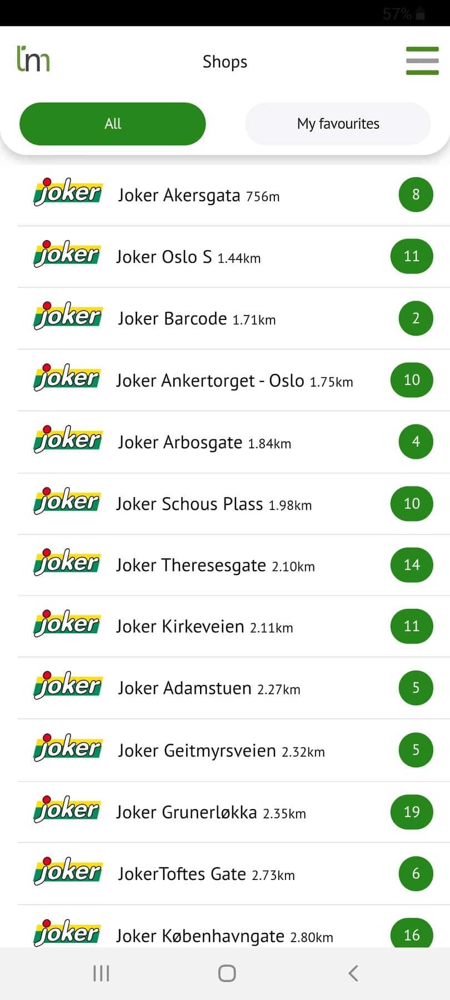 57%
l'm
Shops
All
My favourites
joker Joker Akersgata 756m 8
joker Joker Oslo S 1.44km 11
joker Joker Barcode 1.71km 2
joker Joker Ankertorget - Oslo 1.75km 10
joker Joker Arbosgate 1.84km 4
joker Joker Schous Plass 1.98km 10
joker Joker Theresesgate 2.10km 14
joker Joker Kirkeveien 2.11km 11
joker Joker Adamstuen 2.27km 5
joker Joker Geitmyrsveien 2.32km 5
joker Joker Grunerløkka 2.35km 19
joker JokerToftes Gate 2.73km 6
joker Joker Københavngate 2.80km 16